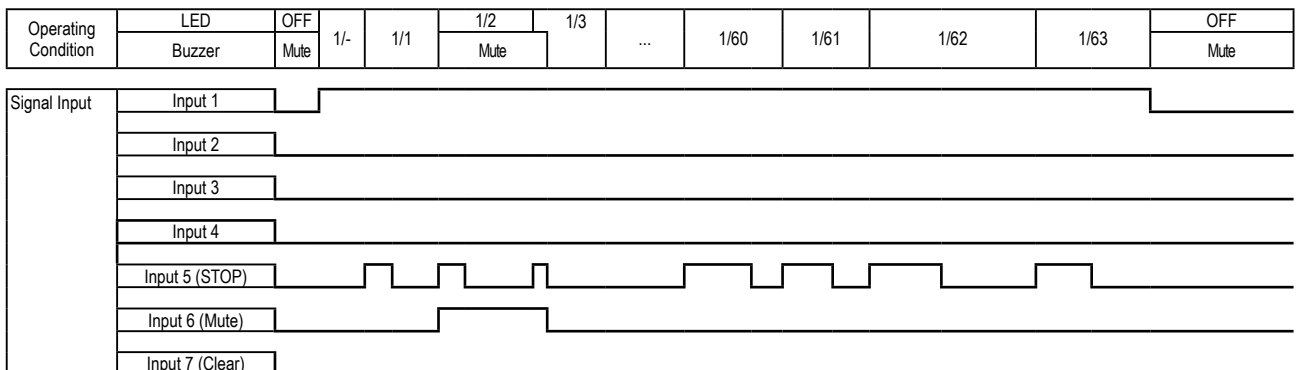 Operating Condition LED OFF 1/- 1/1 1/2 1/3 ... 1/60 1/61 1/62 1/63 OFF
Buzzer Mute Mute Mute
Signal Input Input 1
Input 2
Input 3
Input 4
Input 5 (STOP)
Input 6 (Mute)
Input 7 (Clear)